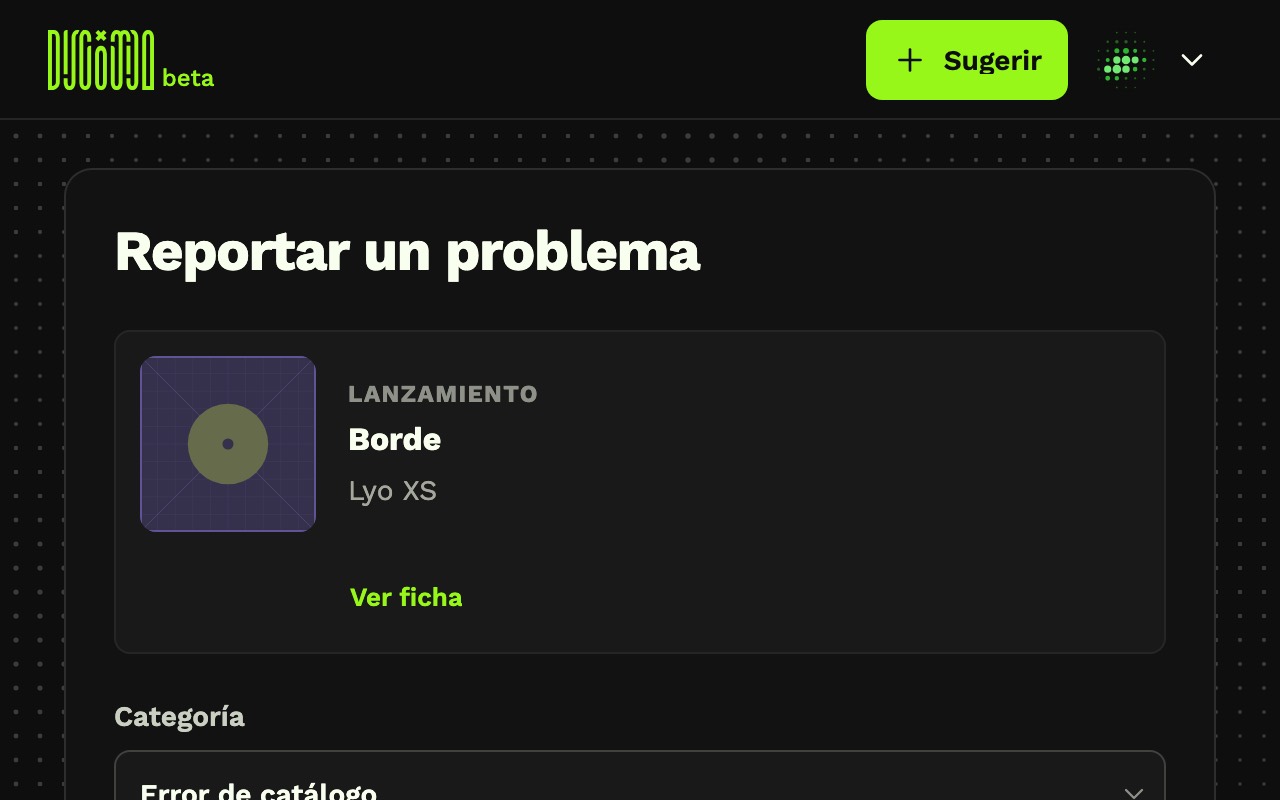 beta
Sugerir
Reportar un problema
LANZAMIENTO
Borde
Lyo XS
Ver ficha
Categoría
Error de catálogo